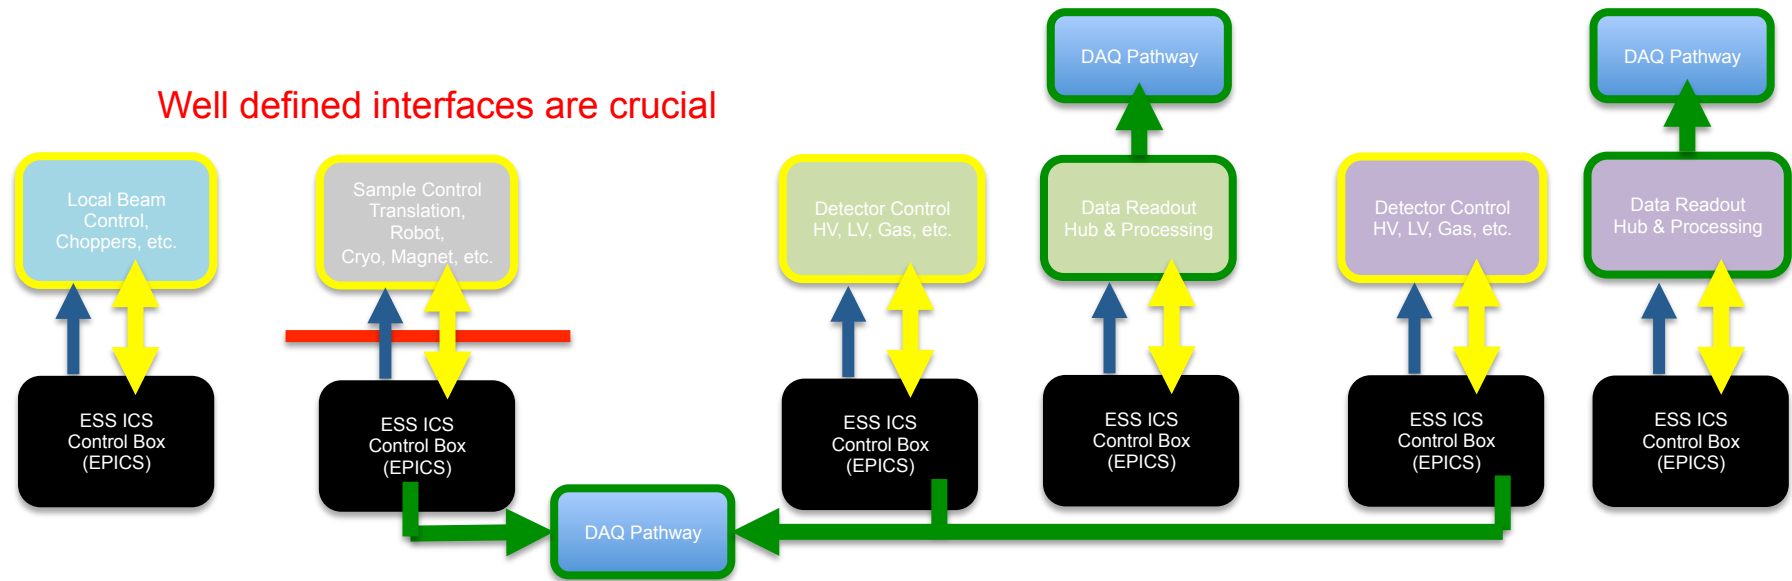 DAQ Pathway
DAQ Pathway
Well defined interfaces are crucial
Local Beam
Control,
Choppers, etc.
Sample Control
Translation,
Robot,
Cryo, Magnet, etc.
Detector Control
HV, LV, Gas, etc.
Data Readout
Hub & Processing
Detector Control
HV, LV, Gas, etc.
Data Readout
Hub & Processing
ESS ICS
Control Box
(EPICS)
ESS ICS
Control Box
(EPICS)
ESS ICS
Control Box
(EPICS)
ESS ICS
Control Box
(EPICS)
ESS ICS
Control Box
(EPICS)
ESS ICS
Control Box
(EPICS)
DAQ Pathway